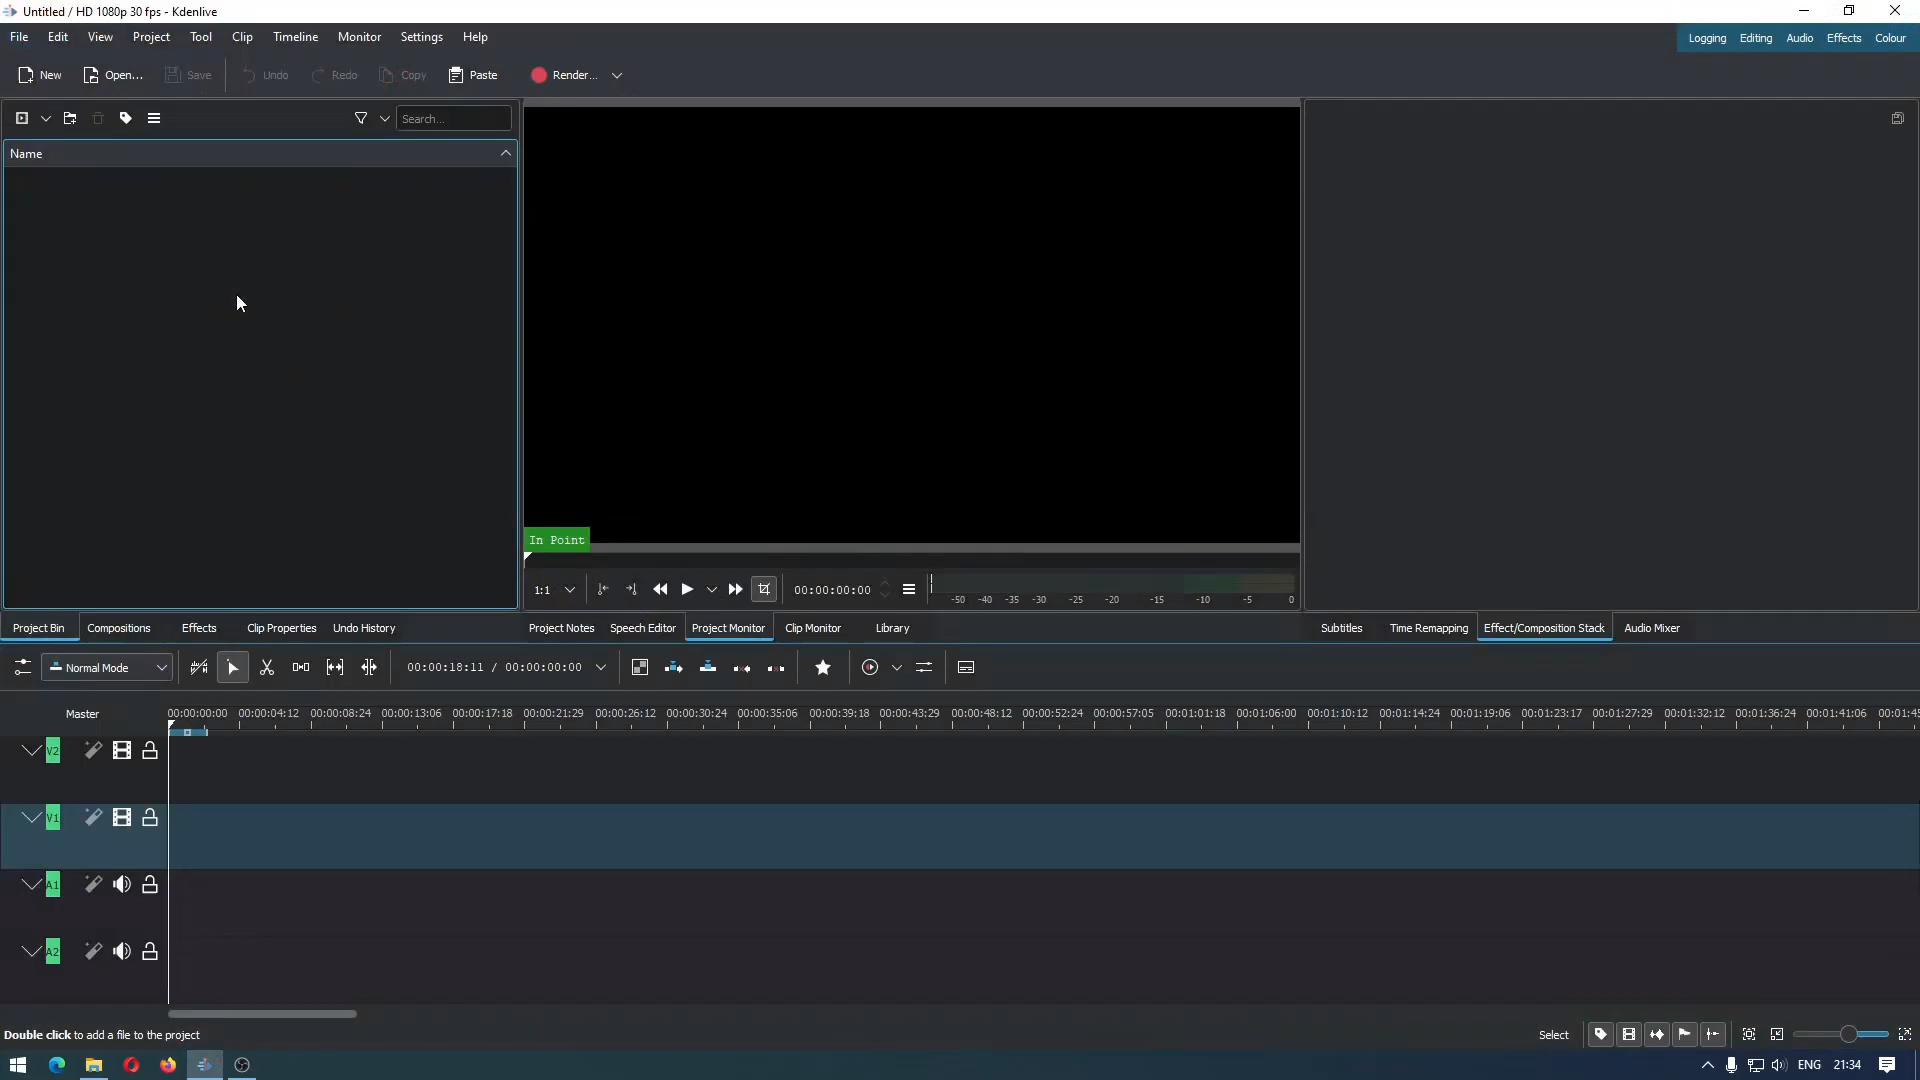 Untitled / HD 1080p 30 fps - Kdenlive
File Edit View Project Tool Clip Timeline Monitor Settings Help
Logging Editing Audio Effects Colour
New Open... Save Undo Redo Copy Paste Render...
Search...
Name
In Point
1:1 00:00:00:00
-50 -40 -35 -30 -25 -20 -15 -10 -5 0
Project Bin Compositions Effects Clip Properties Undo History
Project Notes Speech Editor Project Monitor Clip Monitor Library
Subtitles Time Remapping Effect/Composition Stack Audio Mixer
Normal Mode 00:00:18:11 / 00:00:00:00
Master 00:00:00:00 00:00:04:12 00:00:08:24 00:00:13:06 00:00:17:18 00:00:21:29 00:00:26:12 00:00:30:24 00:00:35:06 00:00:39:18 00:00:43:29 00:00:48:12 00:00:52:24 00:00:57:05 00:01:01:18 00:01:06:00 00:01:10:12 00:01:14:24 00:01:19:06 00:01:23:17 00:01:27:29 00:01:32:12 00:01:36:24 00:01:41:06 00:01:45
V2
V1
A1
A2
Double click to add a file to the project
Select
ENG 21:34